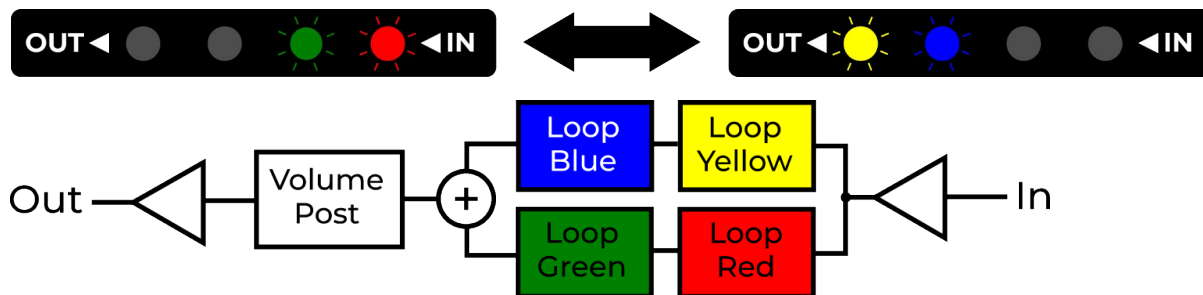 OUT IN
OUT IN
Loop
Blue
Loop
Yellow
Out
Volume
Post
+
In
Loop
Green
Loop
Red